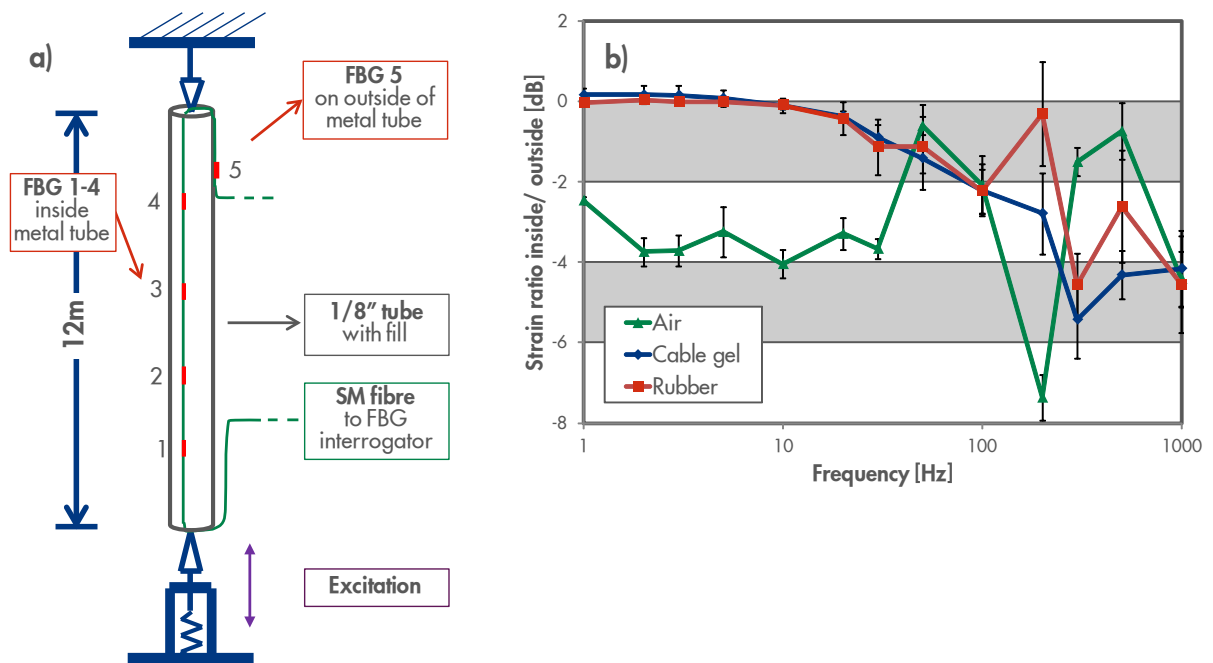 a)
FBG 5
on outside of
metal tube
5
FBG 1-4
inside
metal tube
4
3
12m
1/8” tube
with fill
2
SM fibre
to FBG
interrogator
1
Excitation
b)
Strain ratio inside/ outside [dB]
2
0
-2
-4
-6
-8
Air
Cable gel
Rubber
1
10
100
1000
Frequency [Hz]